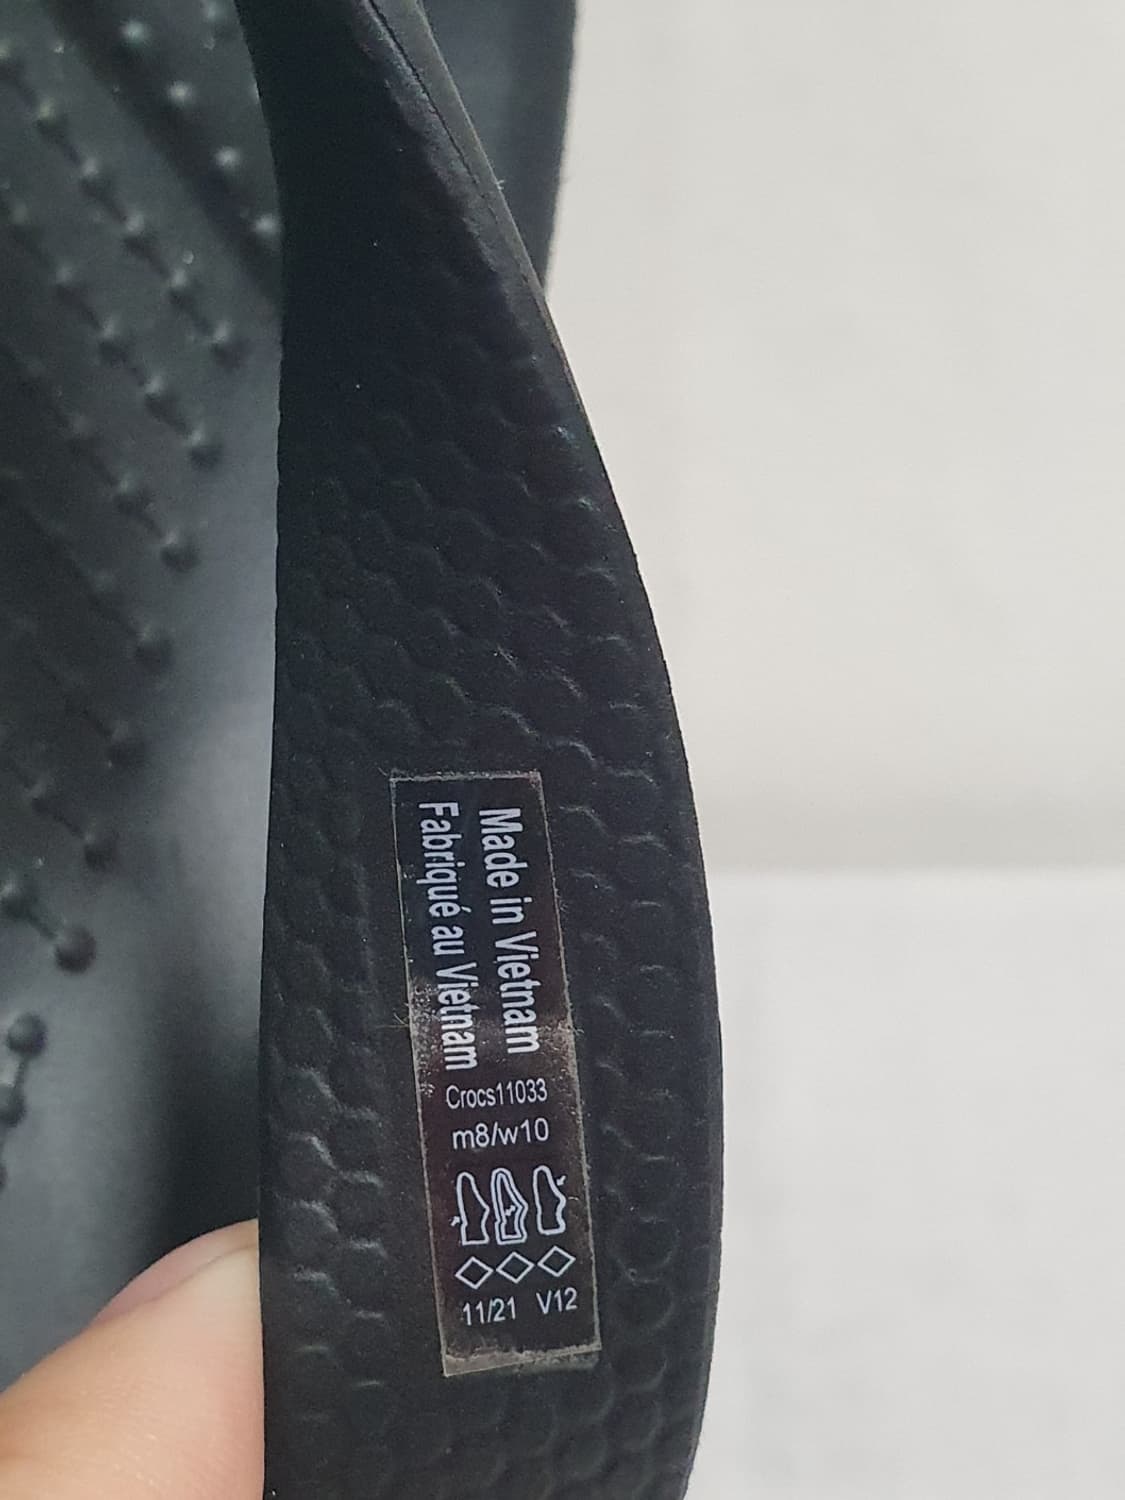 Made in Vietnam
Fabriqué au Vietnam
Crocs11033
m8/w10
11/21 V12